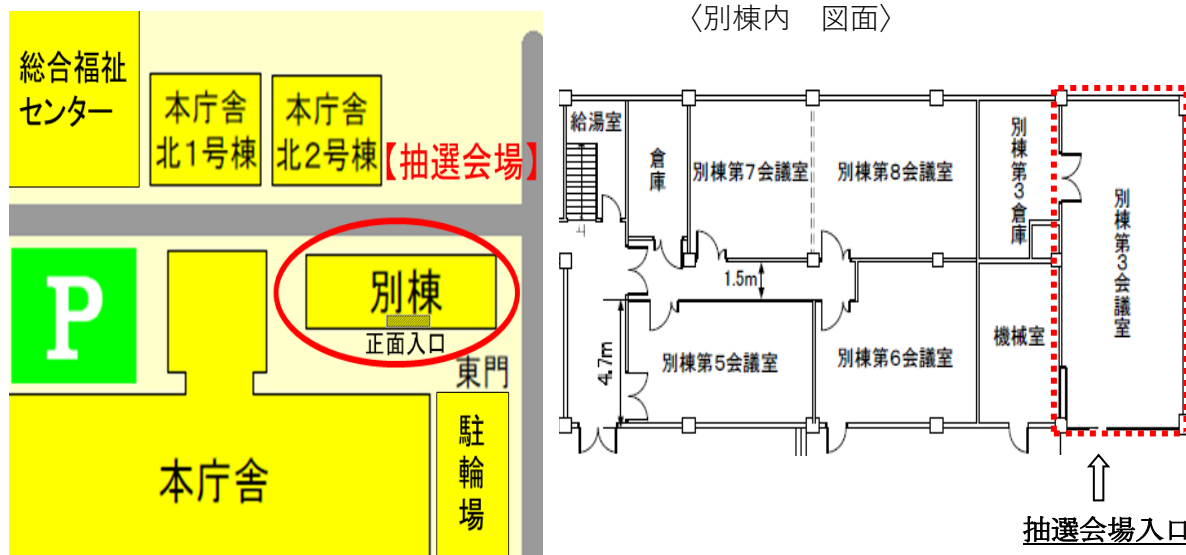 〈別棟内　図面〉
総合福祉
センター
本庁舎
北1号棟
本庁舎
北2号棟
【抽選会場】
P
別棟
正面入口
東門
駐輪場
本庁舎
給湯室
倉庫
別棟第7会議室
別棟第8会議室
別棟第3倉庫
別棟第3会議室
上
1.5m
4.7m
別棟第5会議室
別棟第6会議室
機械室
⇧
抽選会場入口